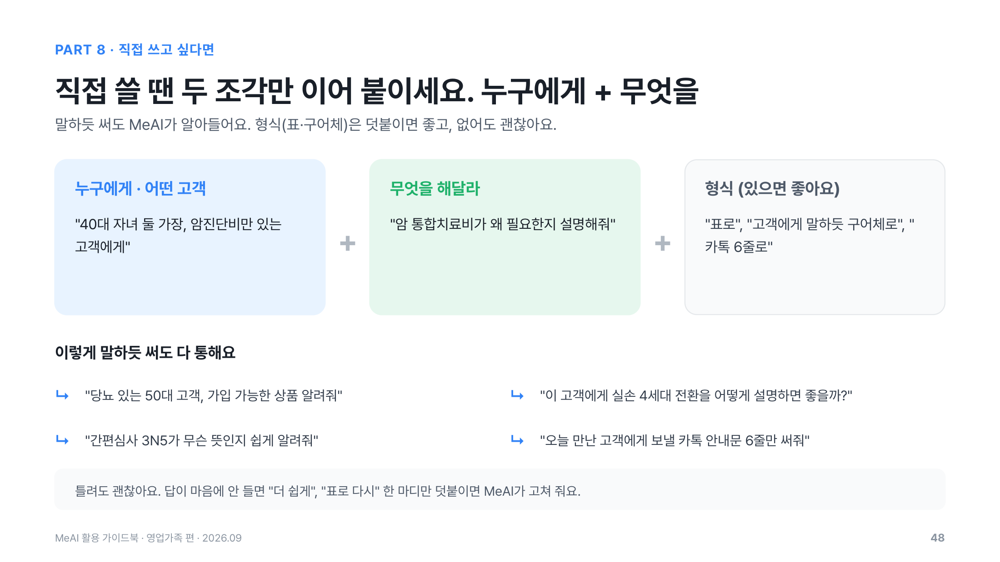 PART 8 · 직접 쓰고 싶다면
직접 쓸 땐 두 조각만 이어 붙이세요. 누구에게 + 무엇을
말하듯 써도 MeAI가 알아들어요. 형식(표·구어체)은 덧붙이면 좋고, 없어도 괜찮아요.
누구에게 · 어떤 고객
"40대 자녀 둘 가장, 암진단비만 있는
고객에게"
+
무엇을 해달라
"암 통합치료비가 왜 필요한지 설명해줘"
+
형식 (있으면 좋아요)
"표로", "고객에게 말하듯 구어체로", "
카톡 6줄로"
이렇게 말하듯 써도 다 통해요
"당뇨 있는 50대 고객, 가입 가능한 상품 알려줘"
"이 고객에게 실손 4세대 전환을 어떻게 설명하면 좋을까?"
"간편심사 3N5가 무슨 뜻인지 쉽게 알려줘"
"오늘 만난 고객에게 보낼 카톡 안내문 6줄만 써줘"
틀려도 괜찮아요. 답이 마음에 안 들면 "더 쉽게", "표로 다시" 한 마디만 덧붙이면 MeAI가 고쳐 줘요.
MeAI 활용 가이드북 · 영업가족 편 · 2026.09
48